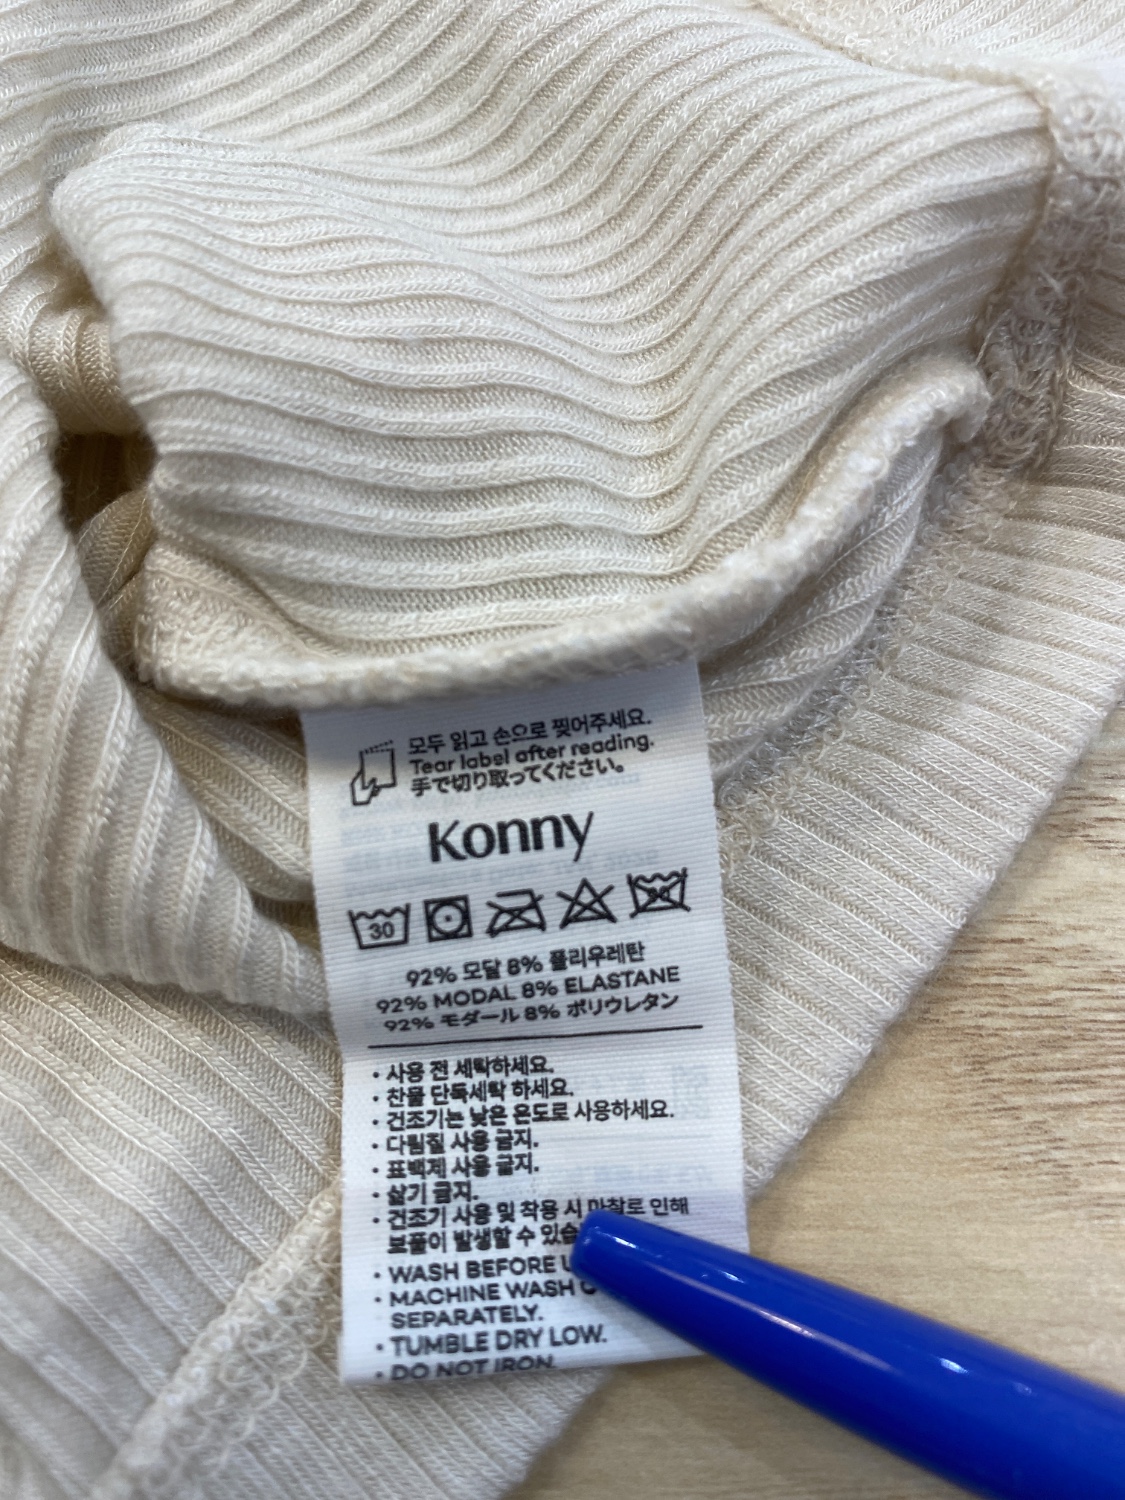 모두 읽고 손으로 찢어주세요.
Tear label after reading.
手で切り取ってください。
Konny
30
92% 모달 8% 폴리우레탄
92% MODAL 8% ELASTANE
92% モダール 8% ポリウレタン
• 사용 전 세탁하세요.
• 찬물 단독세탁 하세요.
• 건조기는 낮은 온도로 사용하세요.
• 다림질 사용 금지.
• 표백제 사용 금지.
• 삶기 금지.
• 건조기 사용 및 착용 시 마찰로 인해
보풀이 발생할 수
• WASH BEFORE
• MACHINE WASH
SEPARATELY.
• TUMBLE DRY LOW.
• DO NOT IRON.